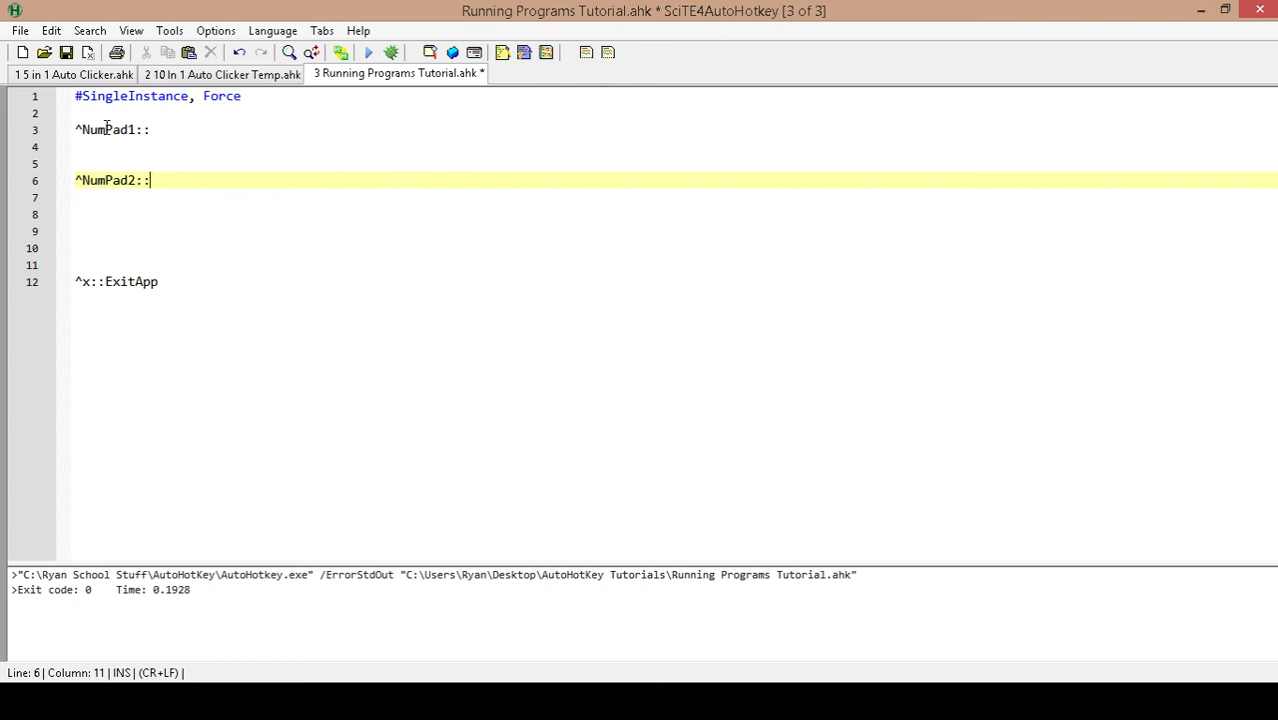 Running Programs Tutorial.ahk * SciTE4AutoHotkey [3 of 3]
File Edit Search View Tools Options Language Tabs Help
1 5 in 1 Auto Clicker.ahk 2 10 In 1 Auto Clicker Temp.ahk 3 Running Programs Tutorial.ahk *
1 #SingleInstance, Force
2
3 ^NumPad1::
4
5
6 ^NumPad2::
7
8
9
10
11
12 ^x::ExitApp
>"C:\Ryan School Stuff\AutoHotKey\AutoHotkey.exe" /ErrorStdOut "C:\Users\Ryan\Desktop\AutoHotKey Tutorials\Running Programs Tutorial.ahk"
>Exit code: 0 Time: 0.1928
Line: 6 | Column: 11 | INS | (CR+LF) |